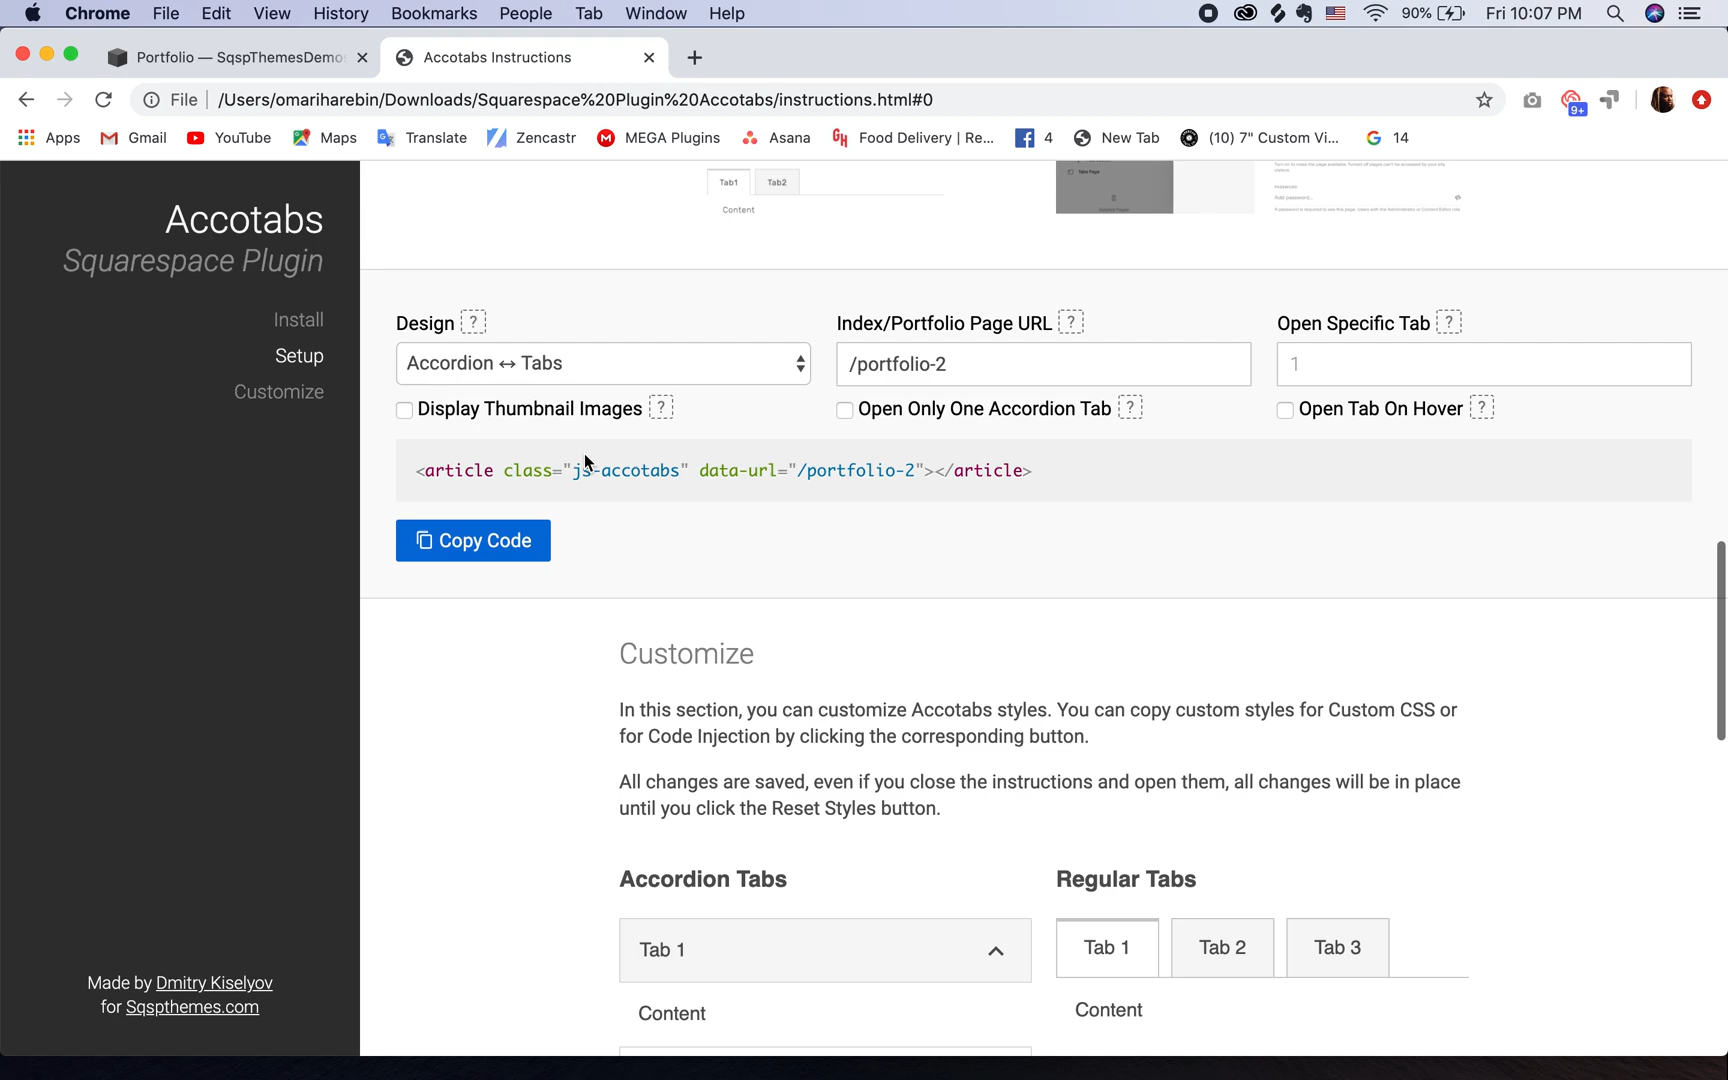 Chrome File Edit View History Bookmarks People Tab Window Help 90% Fri 10:07 PM
Portfolio — SqspThemesDemo Accotabs Instructions
File /Users/omariharebin/Downloads/Squarespace%20Plugin%20Accotabs/instructions.html#0 9+
Apps Gmail YouTube Maps Translate Zencastr MEGA Plugins Asana Food Delivery | Re... 4 New Tab (10) 7" Custom Vi... 14
Accotabs
Squarespace Plugin
Install
Setup
Customize
Made by Dmitry Kiselyov
for Sqspthemes.com
Tab1 Tab2
Content
PASSWORD
Add password...
Design ? Index/Portfolio Page URL ? Open Specific Tab ?
Accordion ↔ Tabs /portfolio-2 1
Display Thumbnail Images ? Open Only One Accordion Tab ? Open Tab On Hover ?
<article class="js-accotabs" data-url="/portfolio-2"></article>
Copy Code
Customize
In this section, you can customize Accotabs styles. You can copy custom styles for Custom CSS or
for Code Injection by clicking the corresponding button.
All changes are saved, even if you close the instructions and open them, all changes will be in place
until you click the Reset Styles button.
Accordion Tabs Regular Tabs
Tab 1 Tab 1 Tab 2 Tab 3
Content Content